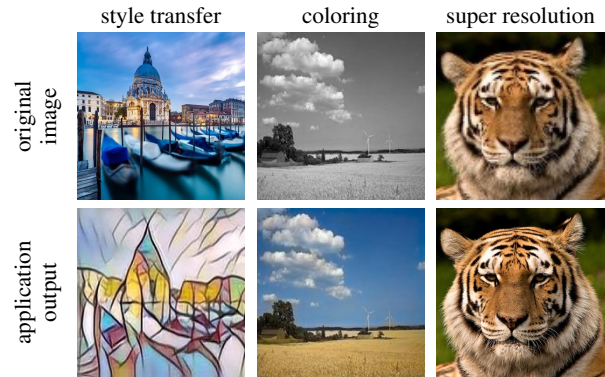 style transfer
coloring
super resolution
original
image
application
output